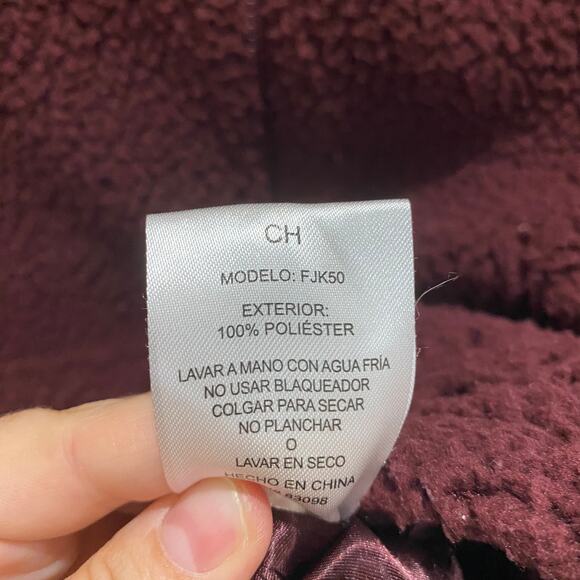 CH
MODELO: FJK50
EXTERIOR:
100% POLIÉSTER
LAVAR A MANO CON AGUA FRÍA
NO USAR BLAQUEADOR
COLGAR PARA SECAR
NO PLANCHAR
O
LAVAR EN SECO
HECHO EN CHINA
93098